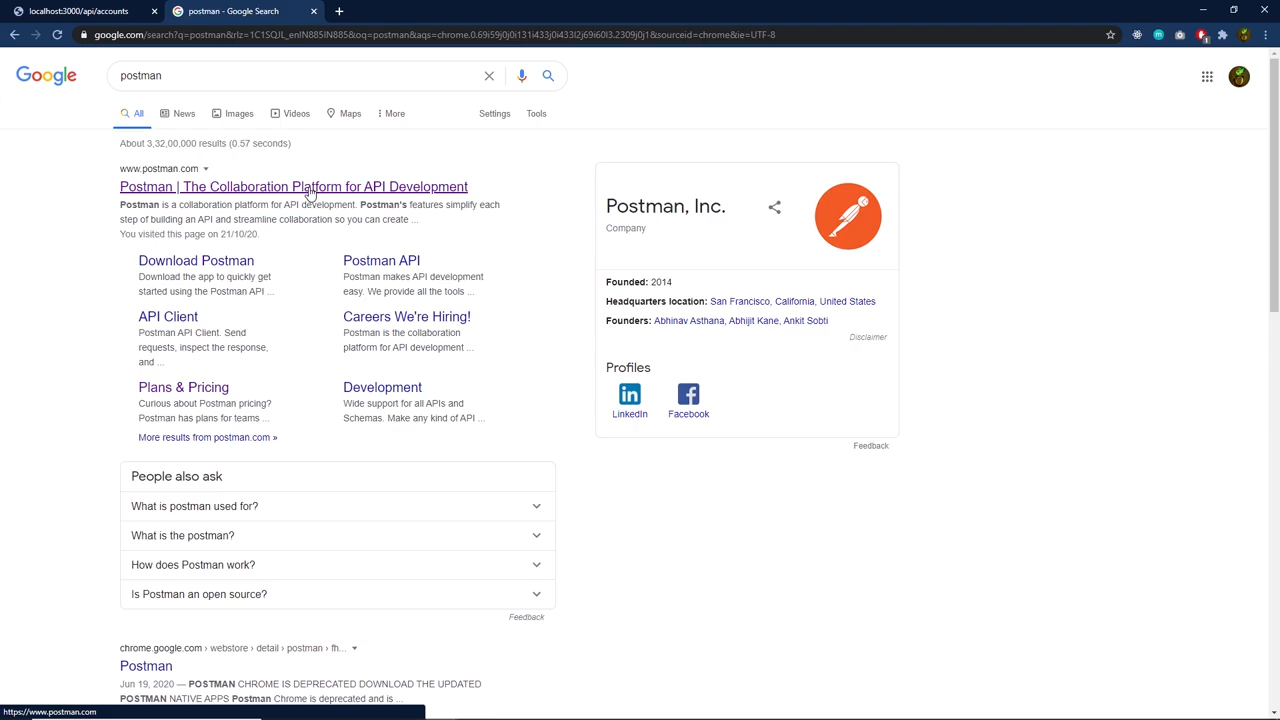 localhost:3000/api/accounts
postman - Google Search
google.com/search?q=postman&rlz=1C1SQJL_enIN885IN885&oq=postman&aqs=chrome.0.69i59j0j0i131i433j0i433l2j69i60l3.2309j0j1&sourceid=chrome&ie=UTF-8
Google
postman
All News Images Videos Maps More Settings Tools
About 3,32,00,000 results (0.57 seconds)
www.postman.com
Postman | The Collaboration Platform for API Development
Postman is a collaboration platform for API development. Postman's features simplify each
step of building an API and streamline collaboration so you can create ...
You visited this page on 21/10/20.
Download Postman
Download the app to quickly get
started using the Postman API ...
Postman API
Postman makes API development
easy. We provide all the tools ...
API Client
Postman API Client. Send
requests, inspect the response,
and ...
Careers We're Hiring!
Postman is the collaboration
platform for API development ...
Plans & Pricing
Curious about Postman pricing?
Postman has plans for teams ...
Development
Wide support for all APIs and
Schemas. Make any kind of API ...
More results from postman.com »
People also ask
What is postman used for?
What is the postman?
How does Postman work?
Is Postman an open source?
Feedback
chrome.google.com › webstore › detail › postman › fh...
Postman
Jun 19, 2020 — POSTMAN CHROME IS DEPRECATED DOWNLOAD THE UPDATED
POSTMAN NATIVE APPS Postman Chrome is deprecated and is ...
Postman, Inc.
Company
Founded: 2014
Headquarters location: San Francisco, California, United States
Founders: Abhinav Asthana, Abhijit Kane, Ankit Sobti
Disclaimer
Profiles
LinkedIn
Facebook
Feedback
https://www.postman.com